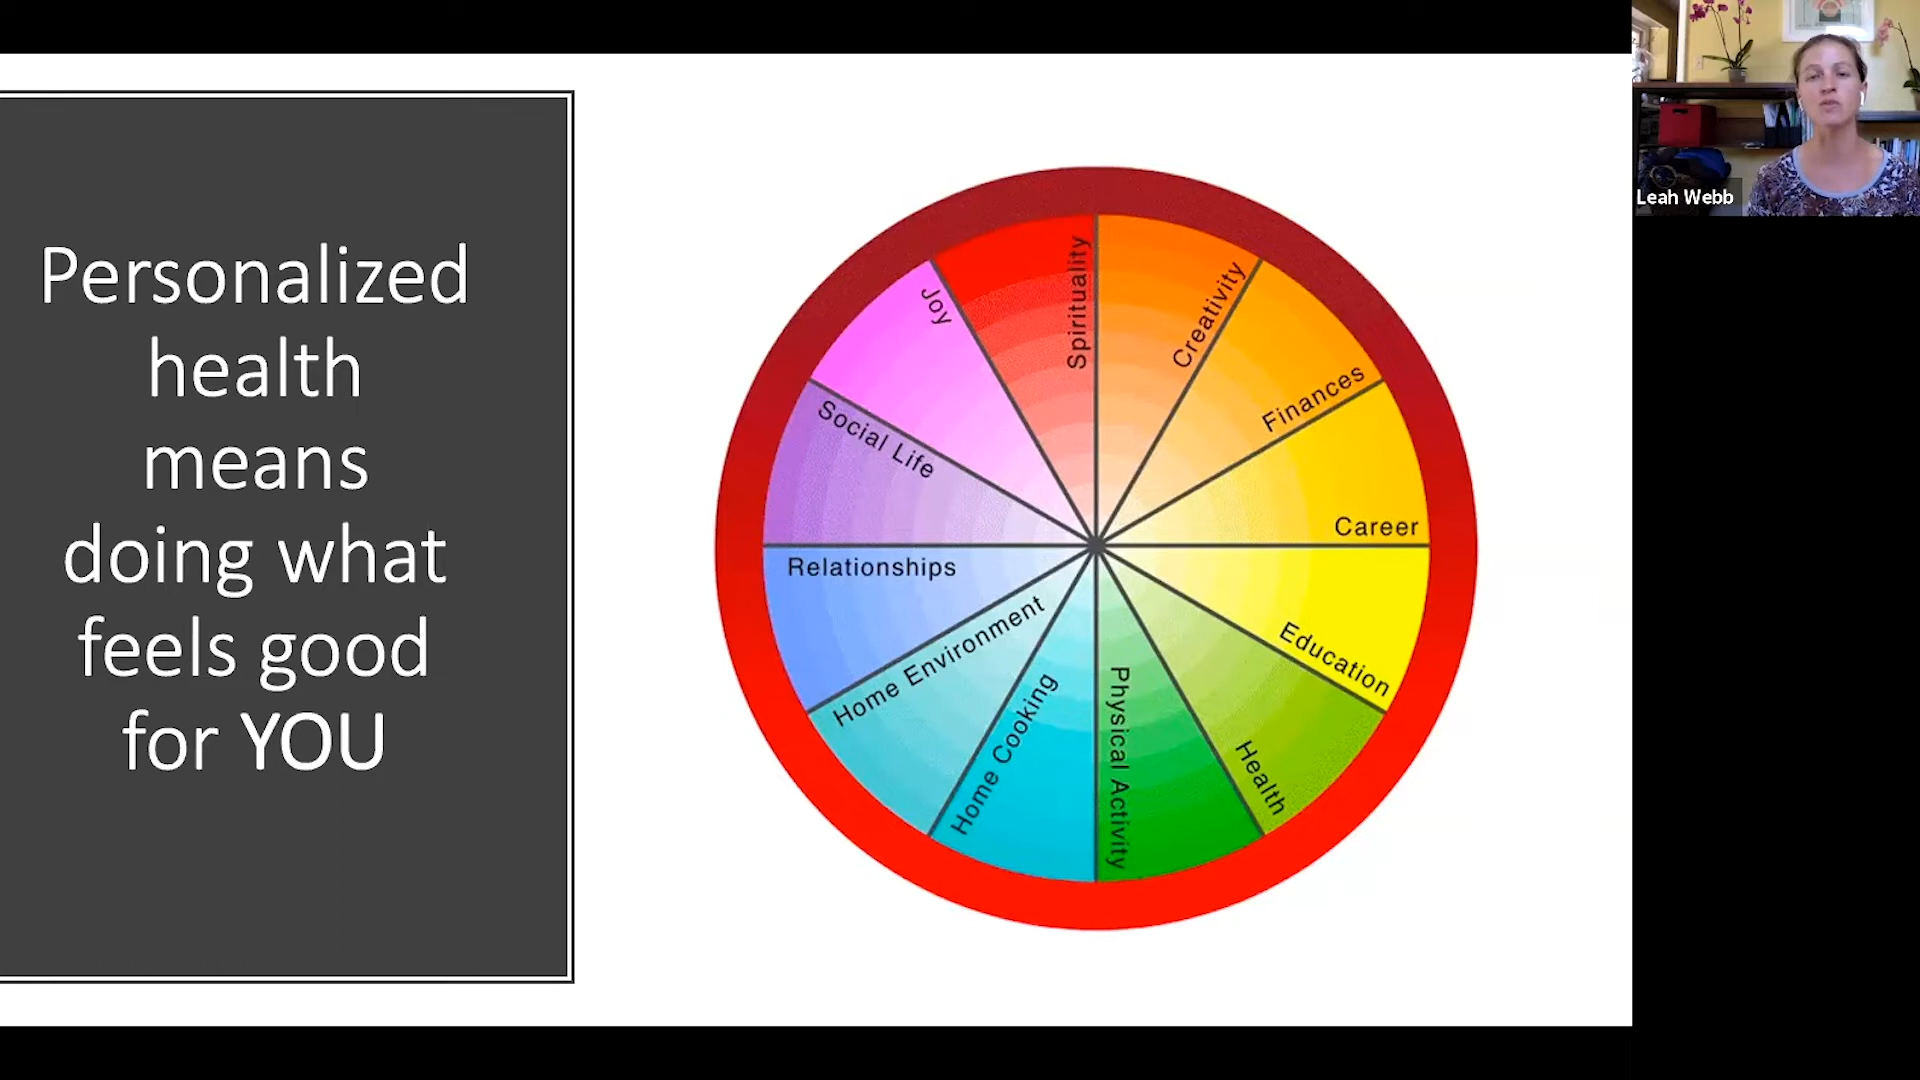 Personalized
health
means
doing what
feels good
for YOU
Spirituality
Creativity
Finances
Career
Education
Health
Physical Activity
Home Cooking
Home Environment
Relationships
Social Life
Joy
Leah Webb